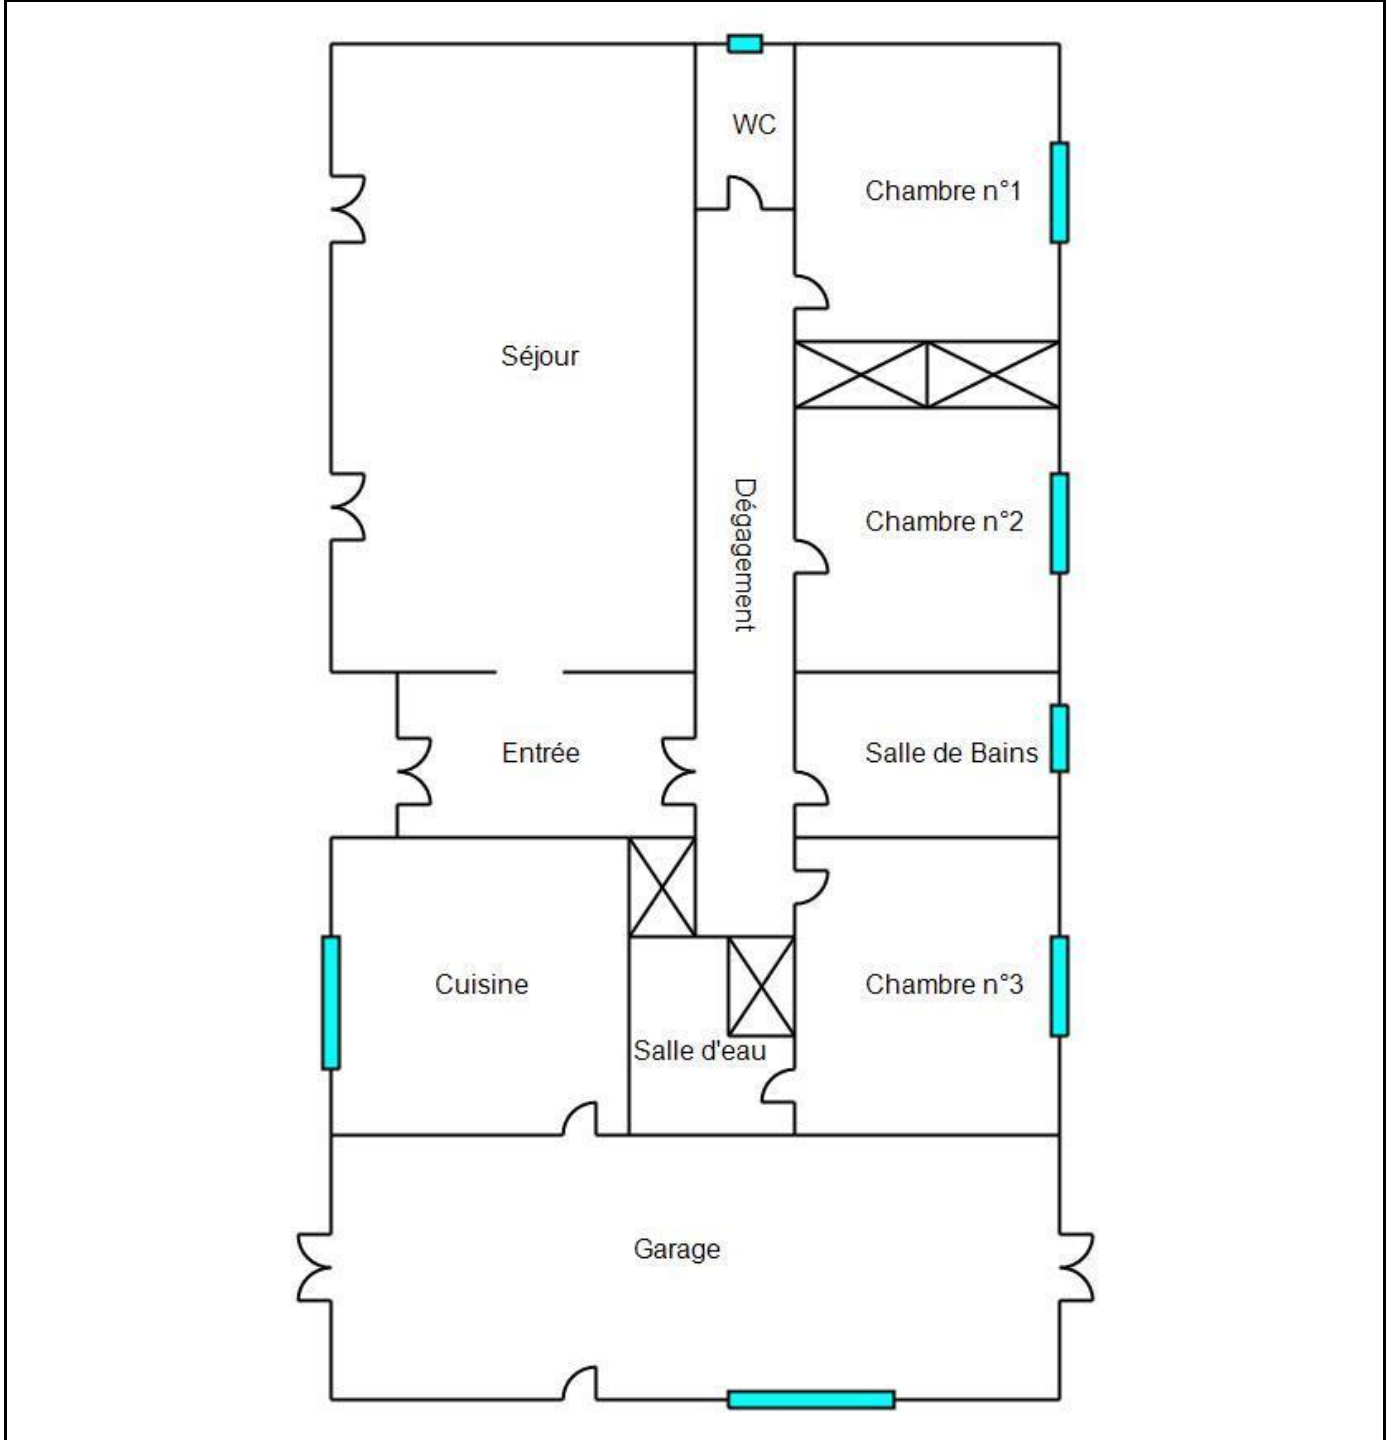 WC
Chambre n°1
Séjour
Dégagement
Chambre n°2
Entrée
Salle de Bains
Cuisine
Chambre n°3
Salle d'eau
Garage